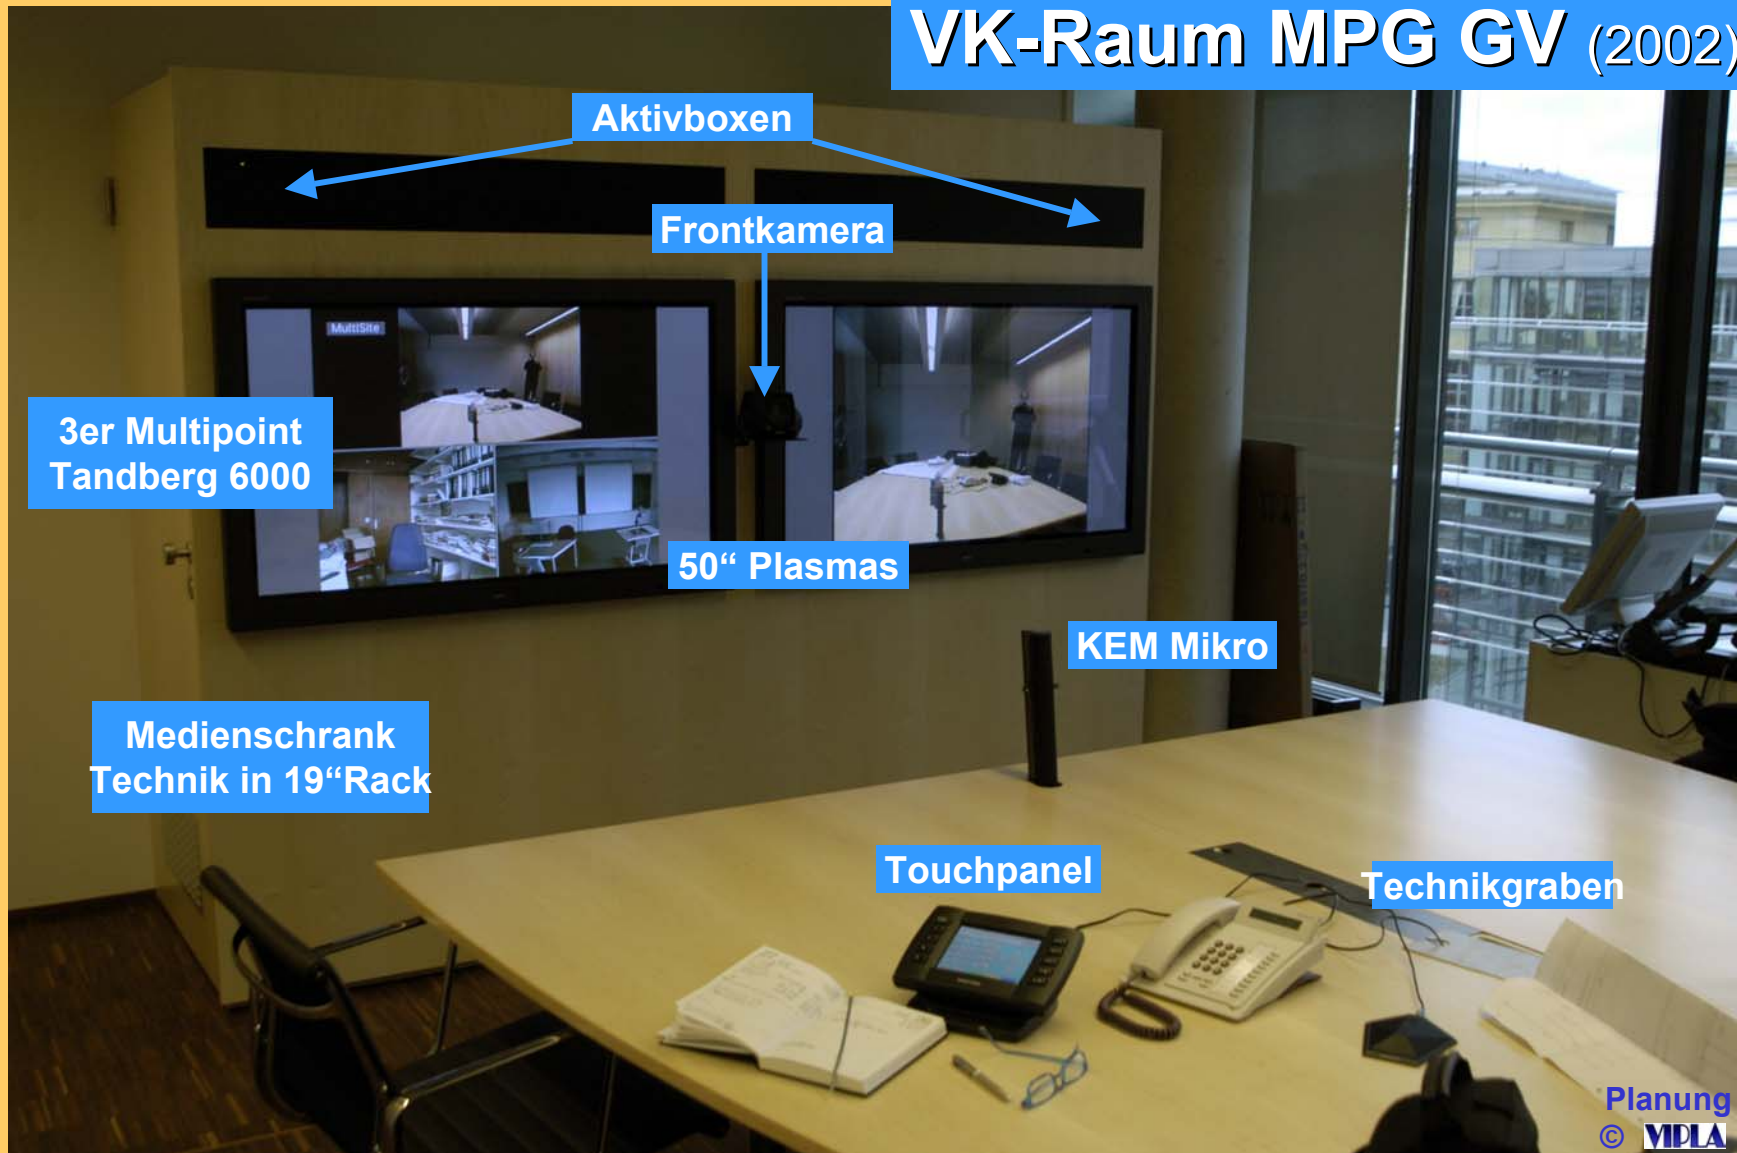 VK-Raum MPG GV (2002)
Aktivboxen
Frontkamera
MultiSite
3er Multipoint
Tandberg 6000
50“ Plasmas
KEM Mikro
Medienschrank
Technik in 19“Rack
Touchpanel
Technikgraben
Planung
© VIPLA